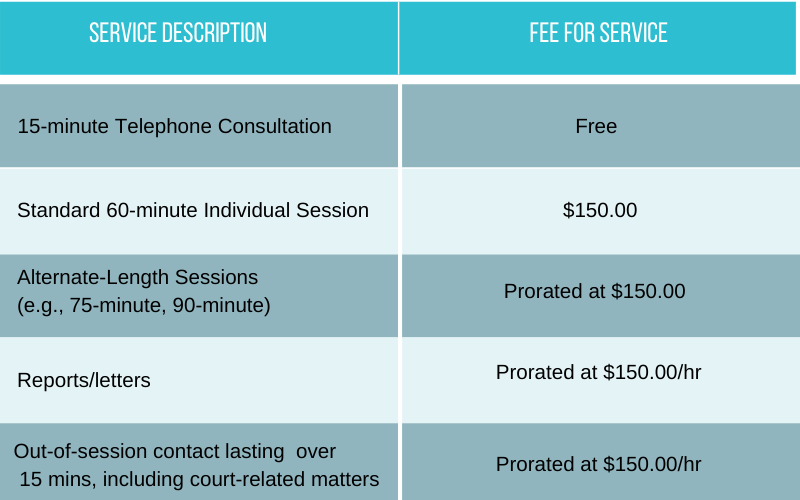 SERVICE DESCRIPTION
FEE FOR SERVICE
15-minute Telephone Consultation
Free
Standard 60-minute Individual Session
$150.00
Alternate-Length Sessions
(e.g., 75-minute, 90-minute)
Prorated at $150.00
Reports/letters
Prorated at $150.00/hr
Out-of-session contact lasting  over
15 mins, including court-related matters
Prorated at $150.00/hr